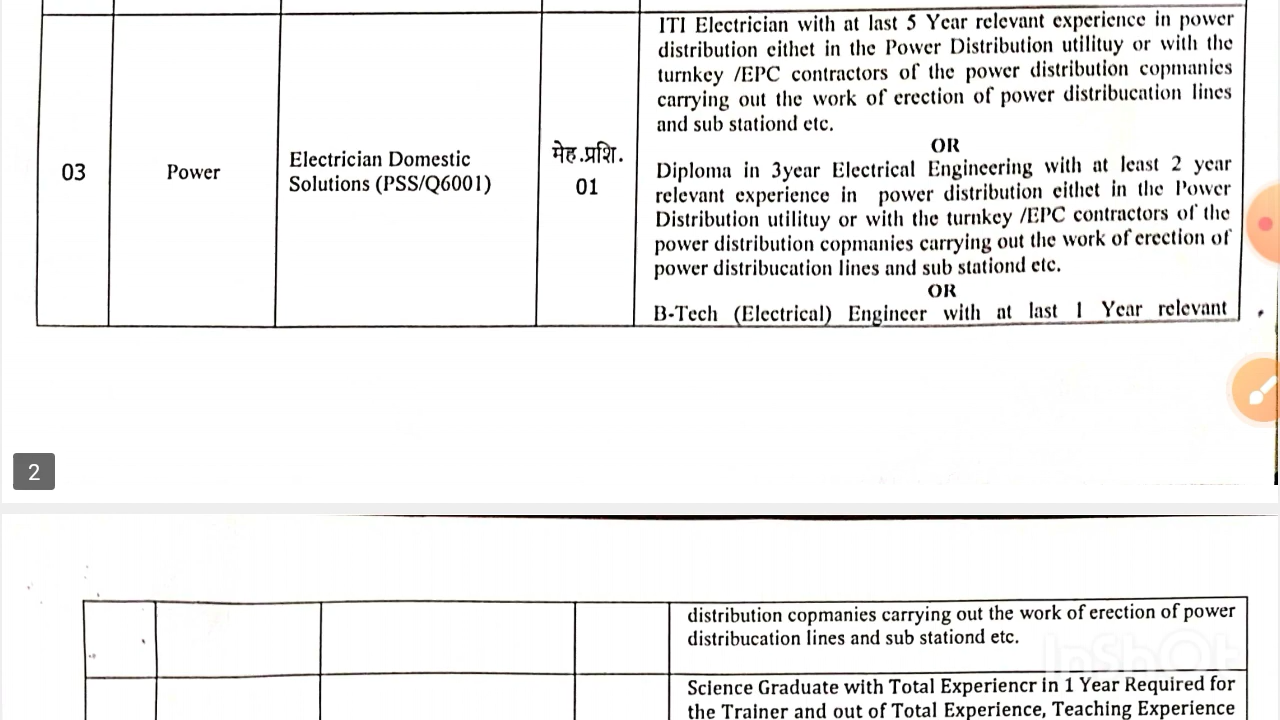 ITI Electrician with at last 5 Year relevant experience in power
distribution eithet in the Power Distribution utilituy or with the
turnkey /EPC contractors of the power distribution copmanies
carrying out the work of erection of power distribucation lines
and sub stationd etc.
OR
03
Power
Electrician Domestic
Solutions (PSS/Q6001)
मेह.प्रशि.
01
Diploma in 3year Electrical Engineering with at least 2 year
relevant experience in power distribution eithet in the Power
Distribution utilituy or with the turnkey /EPC contractors of the
power distribution copmanies carrying out the work of erection of
power distribucation lines and sub stationd etc.
OR
B-Tech (Electrical) Engineer with at last 1 Year relevant
2
distribution copmanies carrying out the work of erection of power
distribucation lines and sub stationd etc.
InShOt
Science Graduate with Total Experiencr in 1 Year Required for
the Trainer and out of Total Experience, Teaching Experience